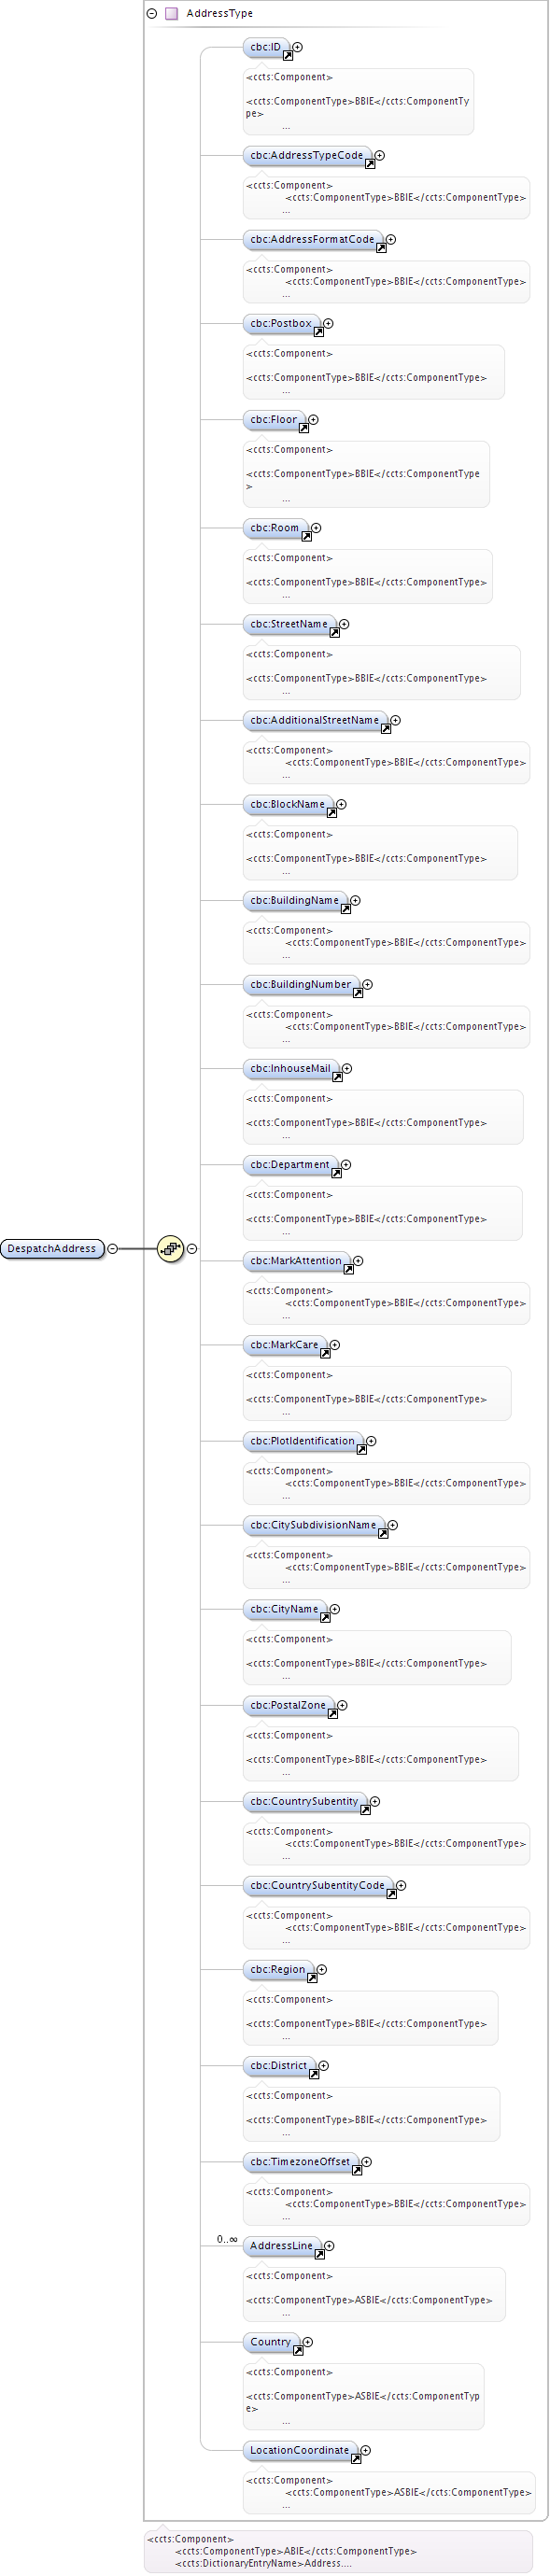 AddressType
cbc:ID
<ccts:Component>
<ccts:ComponentType>BBIE</ccts:ComponentTy
pe>
...
cbc:AddressTypeCode
<ccts:Component>
<ccts:ComponentType>BBIE</ccts:ComponentType>
...
cbc:AddressFormatCode
<ccts:Component>
<ccts:ComponentType>BBIE</ccts:ComponentType>
...
cbc:Postbox
<ccts:Component>
<ccts:ComponentType>BBIE</ccts:ComponentType>
...
cbc:Floor
<ccts:Component>
<ccts:ComponentType>BBIE</ccts:ComponentType
>
...
cbc:Room
<ccts:Component>
<ccts:ComponentType>BBIE</ccts:ComponentType>
...
cbc:StreetName
<ccts:Component>
<ccts:ComponentType>BBIE</ccts:ComponentType>
...
cbc:AdditionalStreetName
<ccts:Component>
<ccts:ComponentType>BBIE</ccts:ComponentType>
...
cbc:BlockName
<ccts:Component>
<ccts:ComponentType>BBIE</ccts:ComponentType>
...
cbc:BuildingName
<ccts:Component>
<ccts:ComponentType>BBIE</ccts:ComponentType>
...
cbc:BuildingNumber
<ccts:Component>
<ccts:ComponentType>BBIE</ccts:ComponentType>
...
cbc:InhouseMail
<ccts:Component>
<ccts:ComponentType>BBIE</ccts:ComponentType>
...
cbc:Department
<ccts:Component>
<ccts:ComponentType>BBIE</ccts:ComponentType>
...
DespatchAddress
cbc:MarkAttention
<ccts:Component>
<ccts:ComponentType>BBIE</ccts:ComponentType>
...
cbc:MarkCare
<ccts:Component>
<ccts:ComponentType>BBIE</ccts:ComponentType>
...
cbc:PlotIdentification
<ccts:Component>
<ccts:ComponentType>BBIE</ccts:ComponentType>
...
cbc:CitySubdivisionName
<ccts:Component>
<ccts:ComponentType>BBIE</ccts:ComponentType>
...
cbc:CityName
<ccts:Component>
<ccts:ComponentType>BBIE</ccts:ComponentType>
...
cbc:PostalZone
<ccts:Component>
<ccts:ComponentType>BBIE</ccts:ComponentType>
...
cbc:CountrySubentity
<ccts:Component>
<ccts:ComponentType>BBIE</ccts:ComponentType>
...
cbc:CountrySubentityCode
<ccts:Component>
<ccts:ComponentType>BBIE</ccts:ComponentType>
...
cbc:Region
<ccts:Component>
<ccts:ComponentType>BBIE</ccts:ComponentType>
...
cbc:District
<ccts:Component>
<ccts:ComponentType>BBIE</ccts:ComponentType>
...
cbc:TimezoneOffset
<ccts:Component>
<ccts:ComponentType>BBIE</ccts:ComponentType>
...
0..∞
AddressLine
<ccts:Component>
<ccts:ComponentType>ASBIE</ccts:ComponentType>
...
Country
<ccts:Component>
<ccts:ComponentType>ASBIE</ccts:ComponentTyp
e>
...
LocationCoordinate
<ccts:Component>
<ccts:ComponentType>ASBIE</ccts:ComponentType>
...
<ccts:Component>
<ccts:ComponentType>ABIE</ccts:ComponentType>
<ccts:DictionaryEntryName>Address....